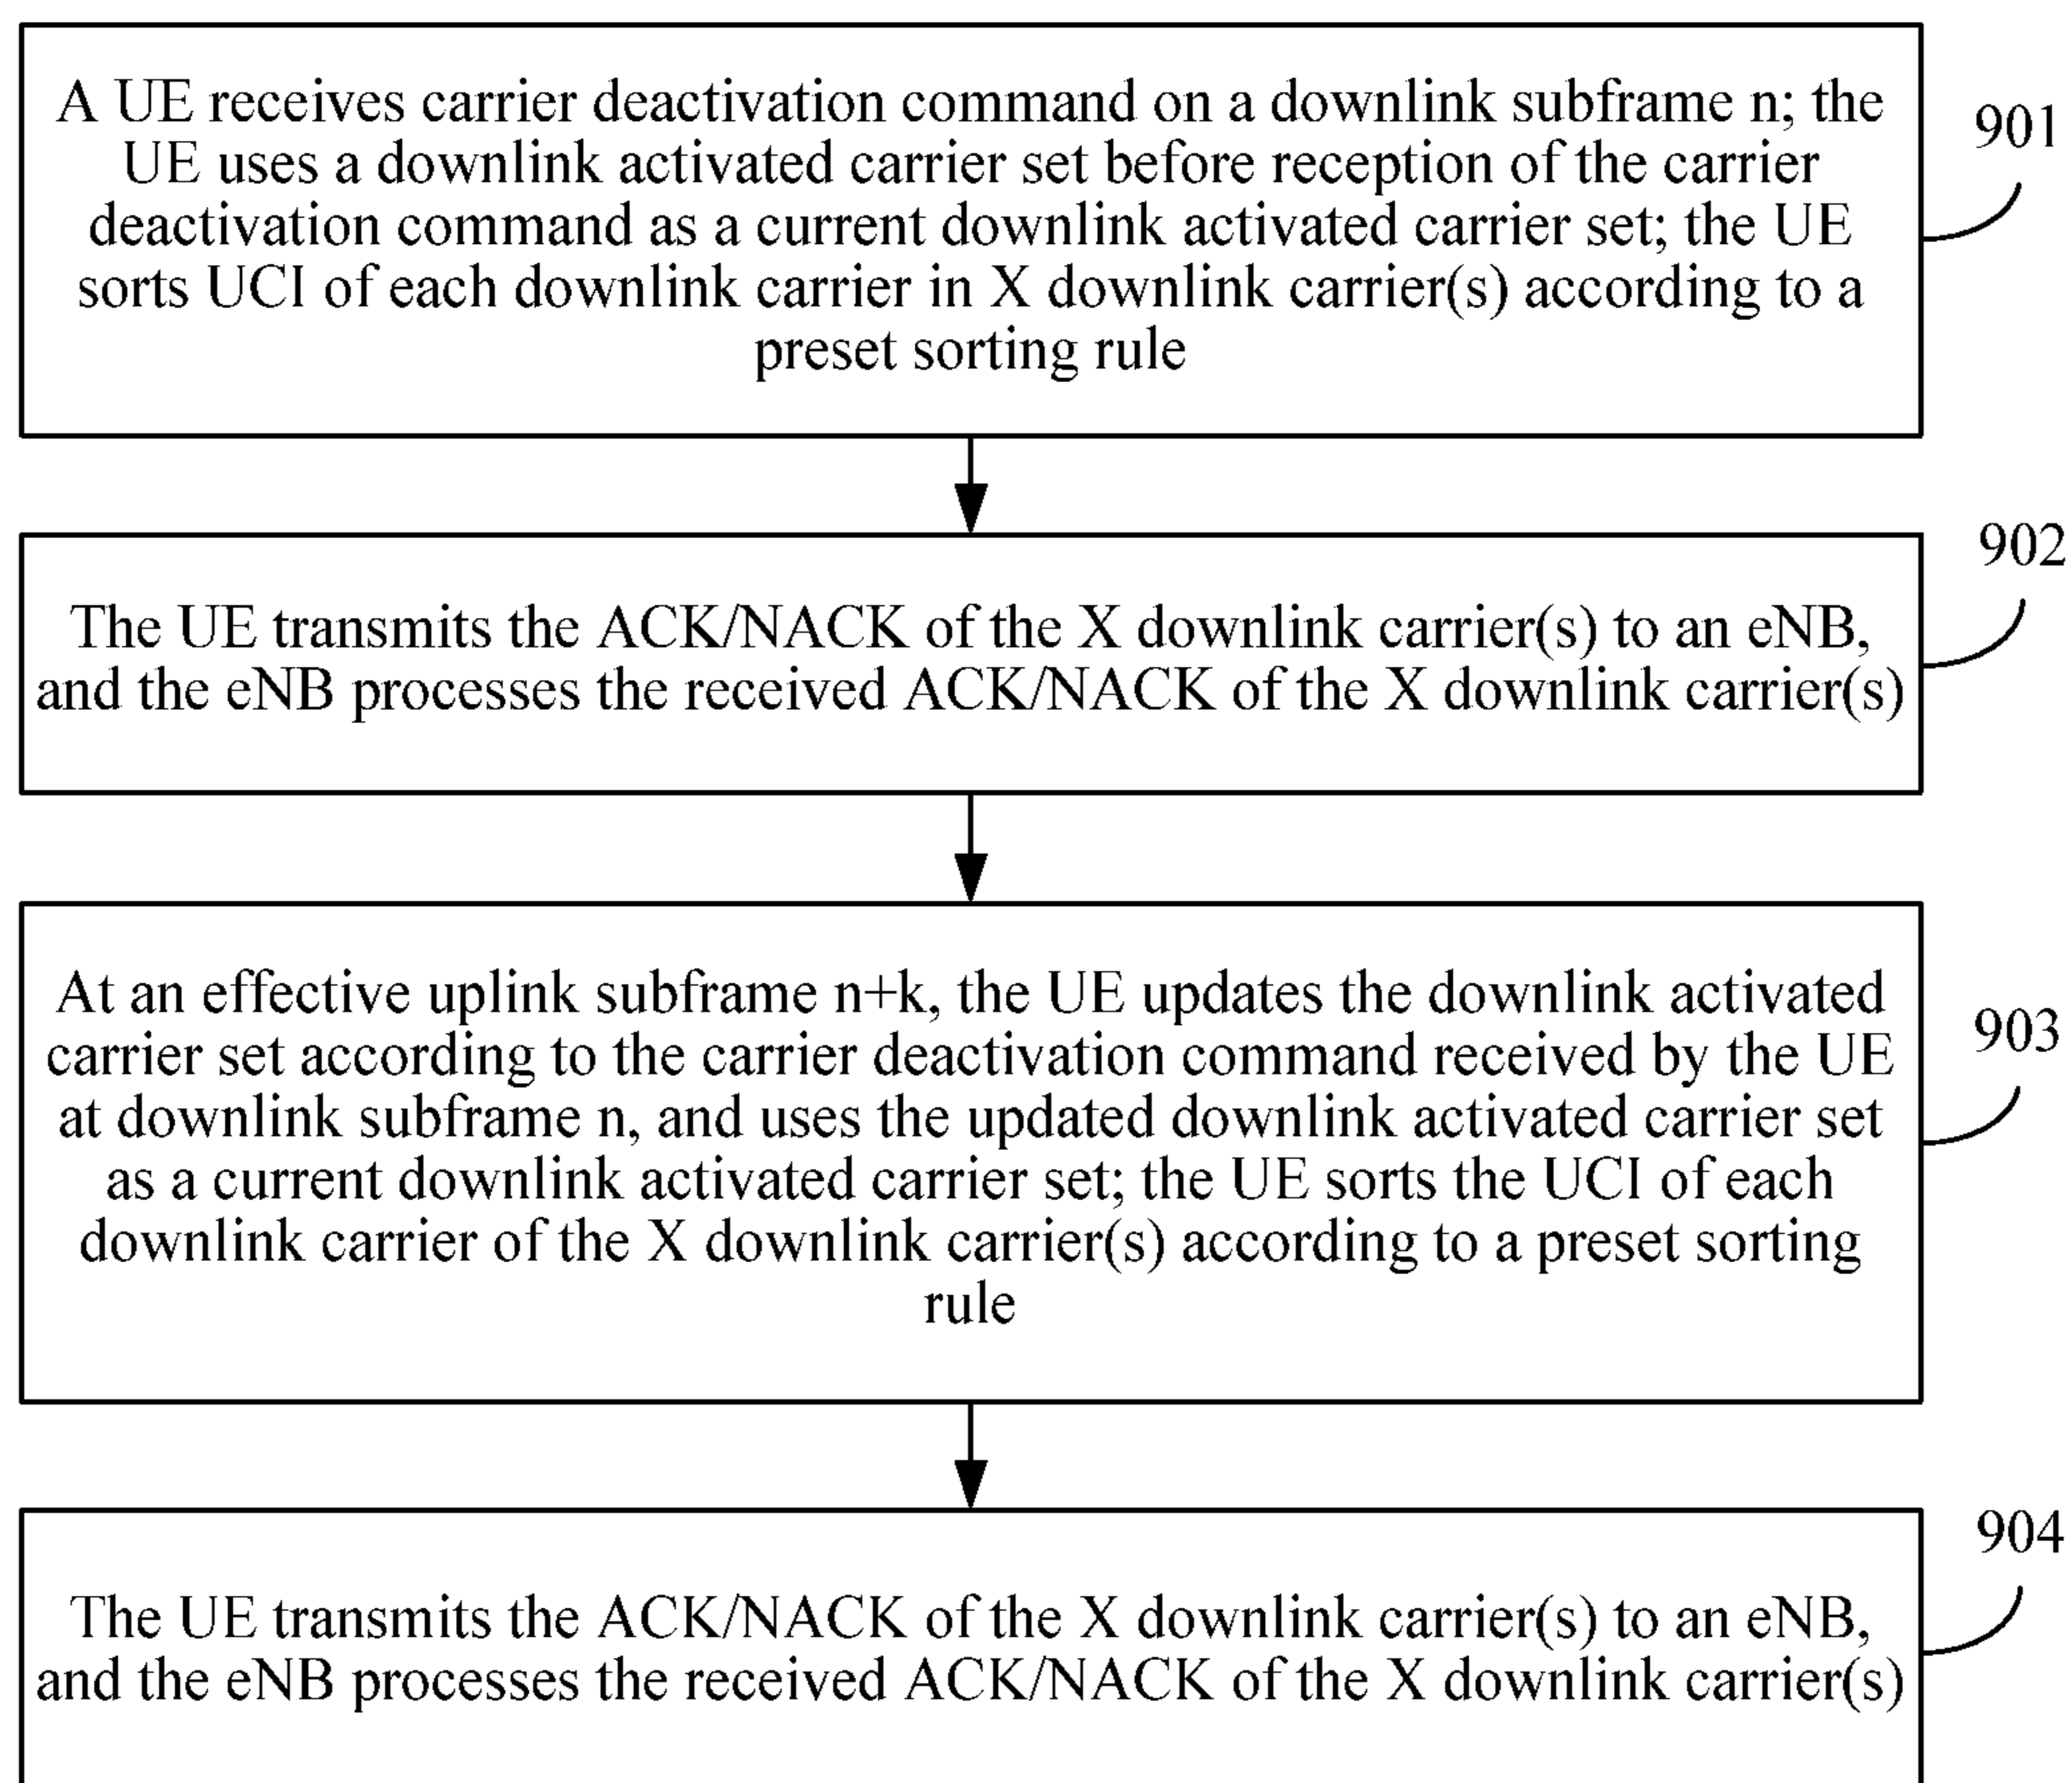 A UE receives carrier deactivation command on a downlink subframe n; the
UE uses a downlink activated carrier set before reception of the carrier
deactivation command as a current downlink activated carrier set; the UE
sorts UCI of each downlink carrier in X downlink carrier(s) according to a
preset sorting rule
901
The UE transmits the ACK/NACK of the X downlink carrier(s) to an eNB,
and the eNB processes the received ACK/NACK of the X downlink carrier(s)
902
At an effective uplink subframe n+k, the UE updates the downlink activated
carrier set according to the carrier deactivation command received by the UE
at downlink subframe n, and uses the updated downlink activated carrier set
as a current downlink activated carrier set; the UE sorts the UCI of each
downlink carrier of the X downlink carrier(s) according to a preset sorting
rule
903
The UE transmits the ACK/NACK of the X downlink carrier(s) to an eNB,
and the eNB processes the received ACK/NACK of the X downlink carrier(s)
904